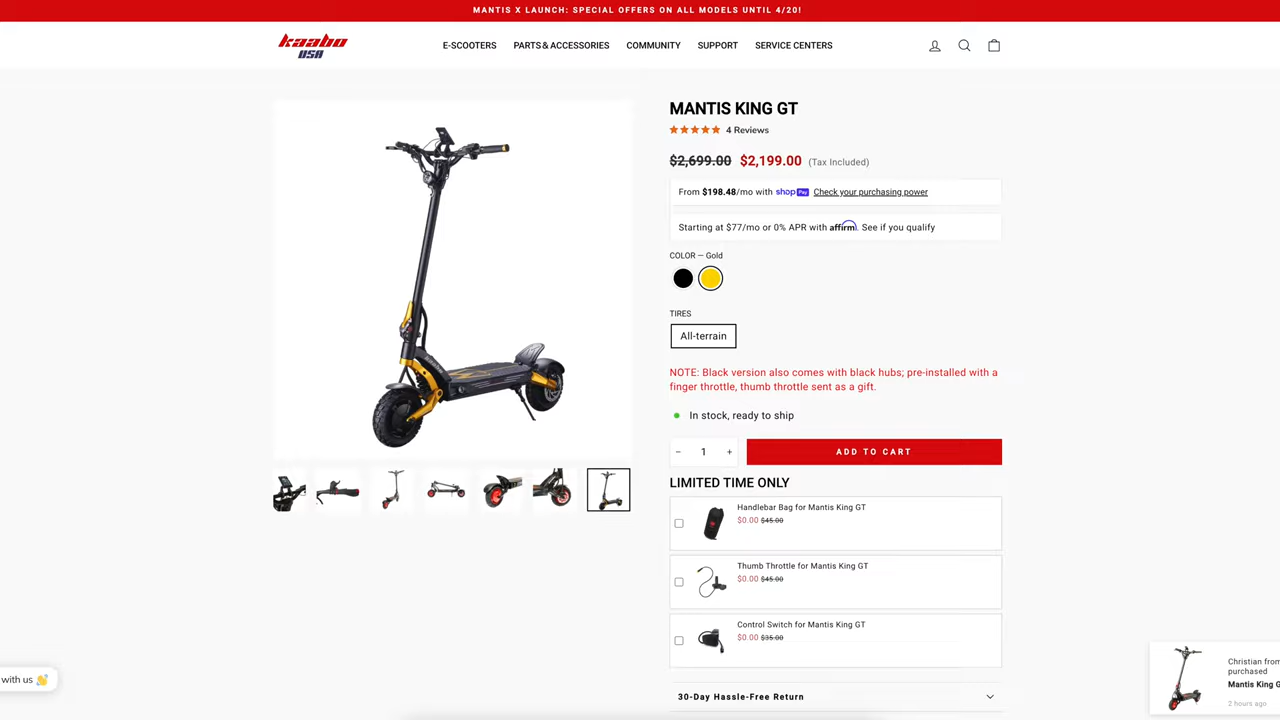 MANTIS X LAUNCH: SPECIAL OFFERS ON ALL MODELS UNTIL 4/20!
kaabo
USA
E-SCOOTERS PARTS & ACCESSORIES COMMUNITY SUPPORT SERVICE CENTERS
MANTIS KING GT
4 Reviews
$2,699.00 $2,199.00 (Tax Included)
From $198.48/mo with shop Pay Check your purchasing power
Starting at $77/mo or 0% APR with affirm. See if you qualify
COLOR — Gold
TIRES
All-terrain
NOTE: Black version also comes with black hubs; pre-installed with a
finger throttle, thumb throttle sent as a gift.
In stock, ready to ship
− 1 + ADD TO CART
LIMITED TIME ONLY
Handlebar Bag for Mantis King GT
$0.00 $45.00
Thumb Throttle for Mantis King GT
$0.00 $45.00
Control Switch for Mantis King GT
$0.00 $35.00
30-Day Hassle-Free Return
with us 👋
Christian from
purchased
Mantis King G
2 hours ago